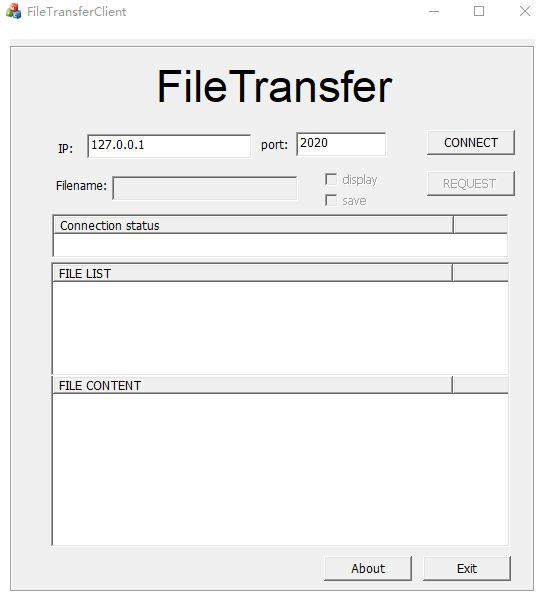 FileTransferClient
FileTransfer
IP: 127.0.0.1 port: 2020 CONNECT
Filename: display REQUEST
save
Connection status
FILE LIST
FILE CONTENT
About Exit